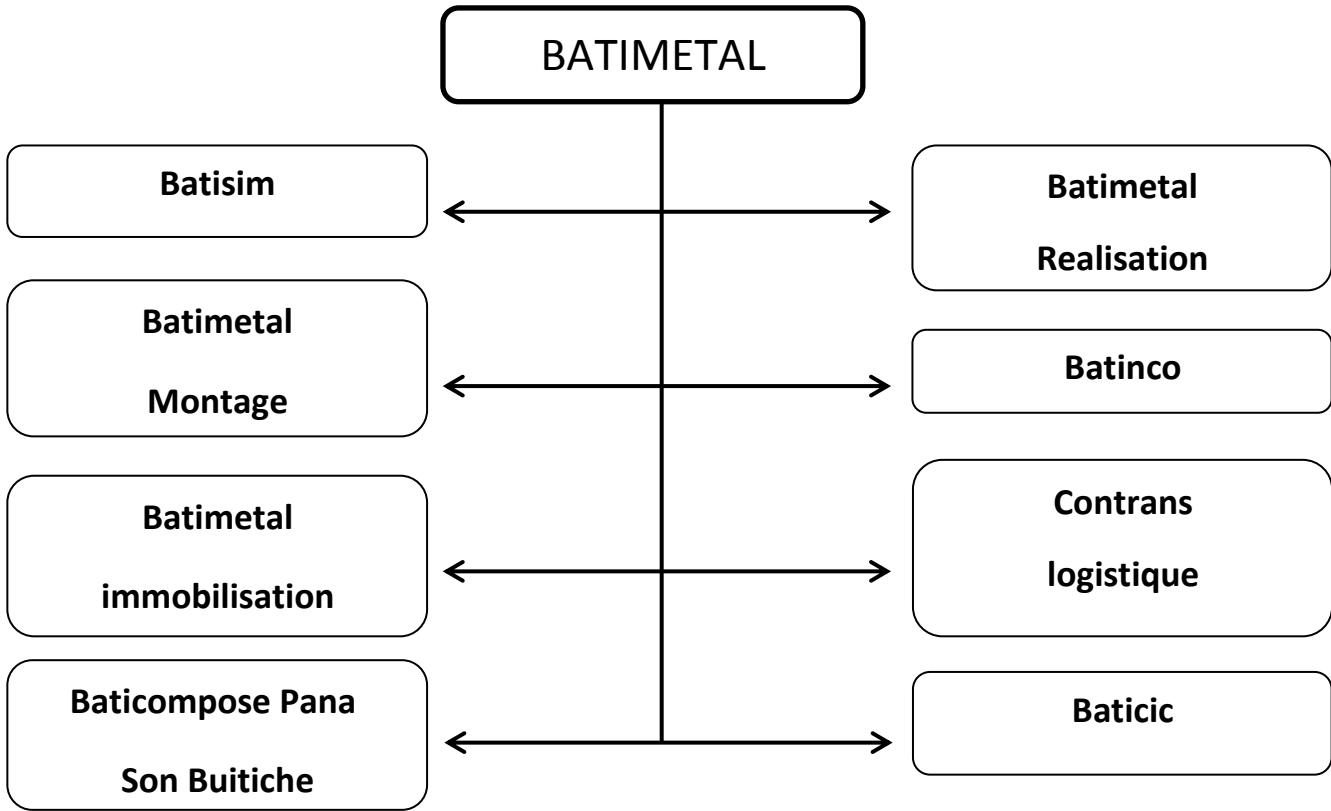 BATIMETAL
Batisim
Batimetal
Realisation
Batimetal
Montage
Batinco
Batimetal
immobilisation
Contrans
logistique
Baticompose Pana
Son Buitiche
Baticic